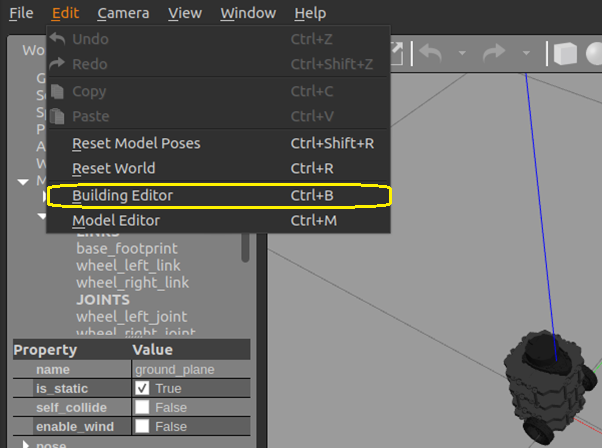 File Edit Camera View Window Help
Undo Ctrl+Z
Redo Ctrl+Shift+Z
Copy Ctrl+C
Paste Ctrl+V
Reset Model Poses Ctrl+Shift+R
Reset World Ctrl+R
Building Editor Ctrl+B
Model Editor Ctrl+M
LINKS
base_footprint
wheel_left_link
wheel_right_link
JOINTS
wheel_left_joint
wheel_right_joint
Property Value
name ground_plane
is_static True
self_collide False
enable_wind False
pose